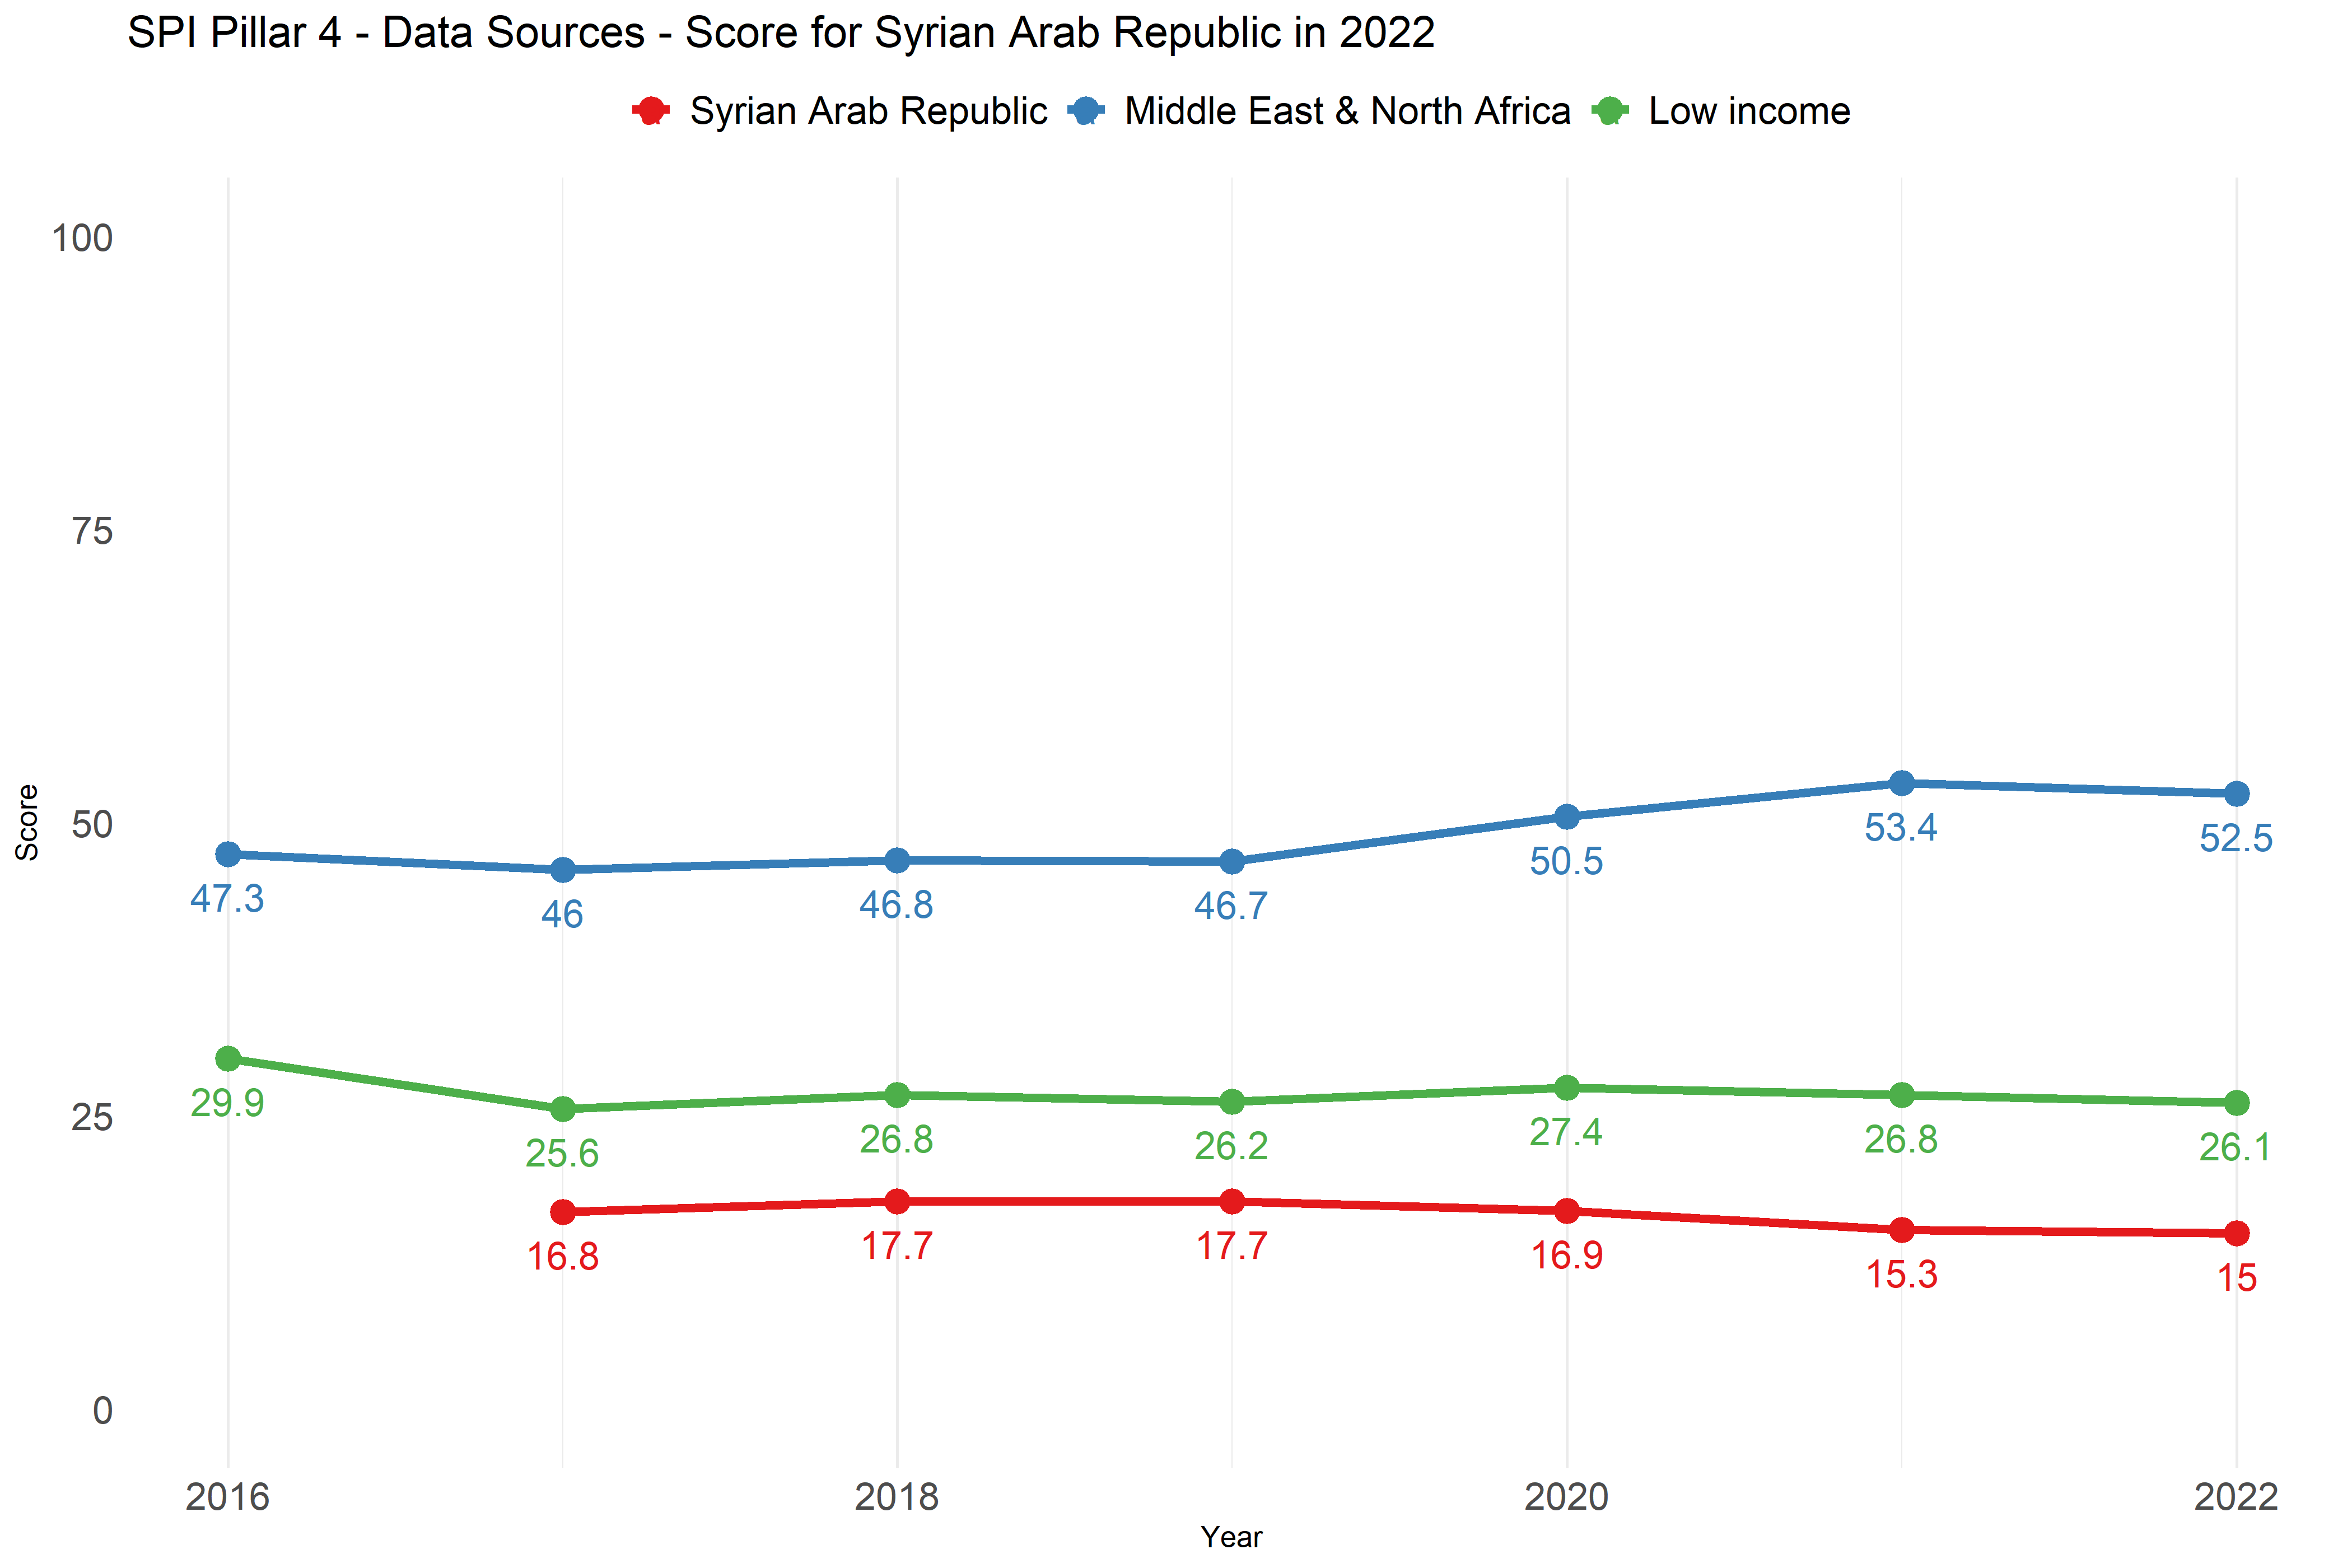 SPI Pillar 4 - Data Sources - Score for Syrian Arab Republic in 2022
Syrian Arab Republic Middle East & North Africa Low income
100
75
50
25
0
Score
47.3 46 46.8 46.7 50.5 53.4 52.5
29.9 25.6 26.8 26.2 27.4 26.8 26.1
16.8 17.7 17.7 16.9 15.3 15
2016 2018 2020 2022
Year